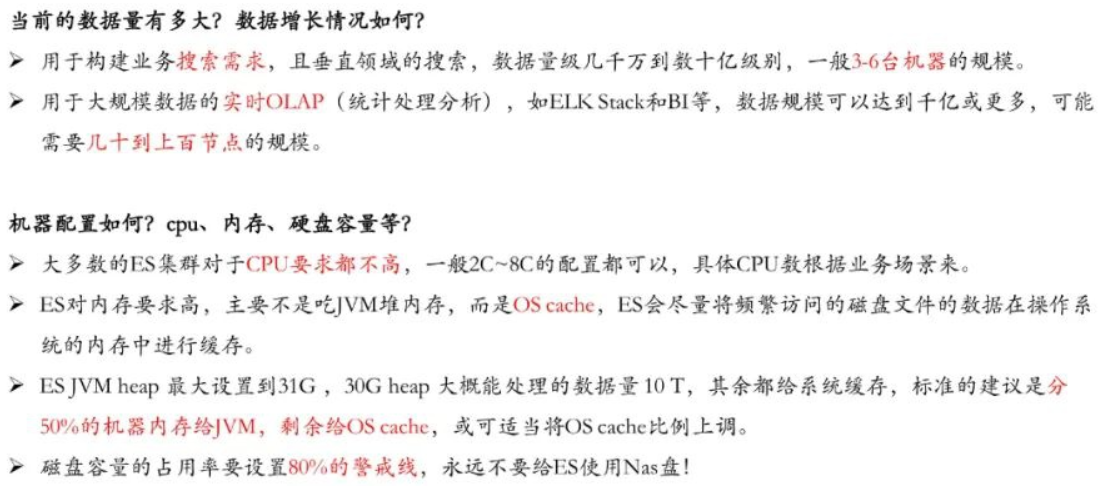 当前的数据量有多大？数据增长情况如何？
➢ 用于构建业务搜索需求，且垂直领域的搜索，数据量级几千万到数十亿级别，一般3-6台机器的规模。
➢ 用于大规模数据的实时OLAP（统计处理分析），如ELK Stack和BI等，数据规模可以达到千亿或更多，可能
需要几十到上百节点的规模。
机器配置如何？cpu、内存、硬盘容量等？
➢ 大多数的ES集群对于CPU要求都不高，一般2C~8C的配置都可以，具体CPU数根据业务场景来。
➢ ES对内存要求高，主要不是吃JVM堆内存，而是OS cache，ES会尽量将频繁访问的磁盘文件的数据在操作系
统的内存中进行缓存。
➢ ES JVM heap 最大设置到31G ，30G heap 大概能处理的数据量 10 T，其余都给系统缓存，标准的建议是分
50%的机器内存给JVM，剩余给OS cache，或可适当将OS cache比例上调。
➢ 磁盘容量的占用率要设置80%的警戒线，永远不要给ES使用Nas盘！